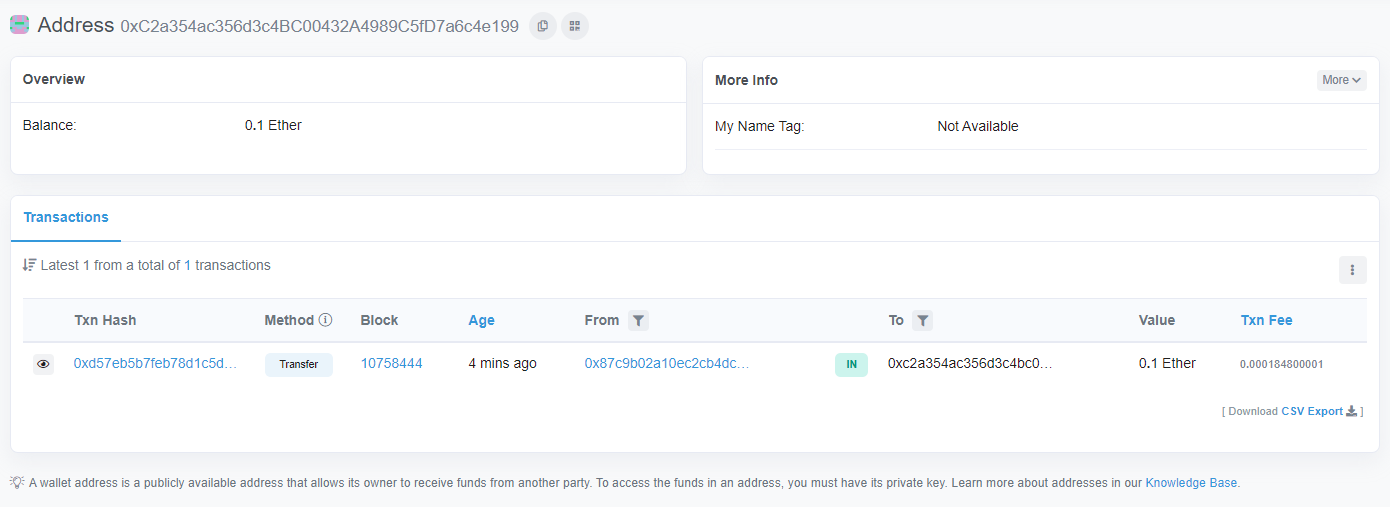 Address 0xC2a354ac356d3c4BC00432A4989C5fD7a6c4e199
Overview
Balance: 0.1 Ether
More Info More
My Name Tag: Not Available
Transactions
Latest 1 from a total of 1 transactions
Txn Hash Method Block Age From To Value Txn Fee
0xd57eb5b7feb78d1c5d... Transfer 10758444 4 mins ago 0x87c9b02a10ec2cb4dc... IN 0xc2a354ac356d3c4bc0... 0.1 Ether 0.000184800001
[ Download CSV Export ]
A wallet address is a publicly available address that allows its owner to receive funds from another party. To access the funds in an address, you must have its private key. Learn more about addresses in our Knowledge Base.